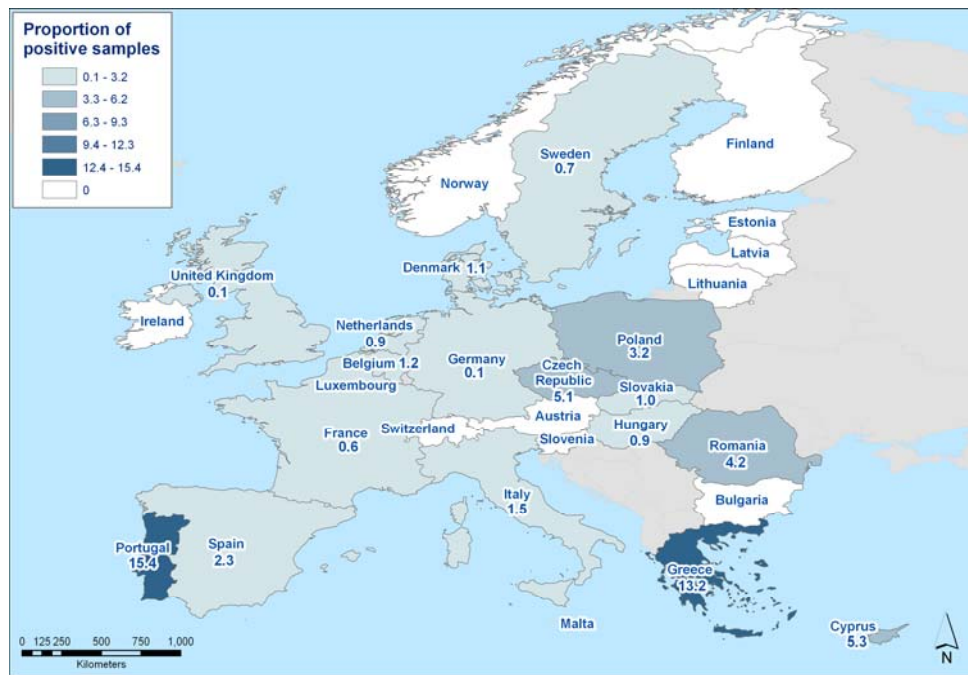 Proportion of
positive samples
0.1 - 3.2
3.3 - 6.2
6.3 - 9.3
9.4 - 12.3
12.4 - 15.4
0
Finland
Sweden
0.7
Norway
Estonia
Latvia
Lithuania
Denmark 1.1
United Kingdom
0.1
Ireland
Netherlands
0.9
Poland
3.2
Belgium 1.2
Germany
0.1
Czech
Republic
5.1
Luxembourg
Slovakia
1.0
Austria
France
0.6
Switzerland
Slovenia
Hungary
0.9
Romania
4.2
Bulgaria
Italy
1.5
Portugal
15.4
Spain
2.3
Greece
13.2
Malta
Cyprus
5.3
0 125 250 500 750 1,000
Kilometers
N